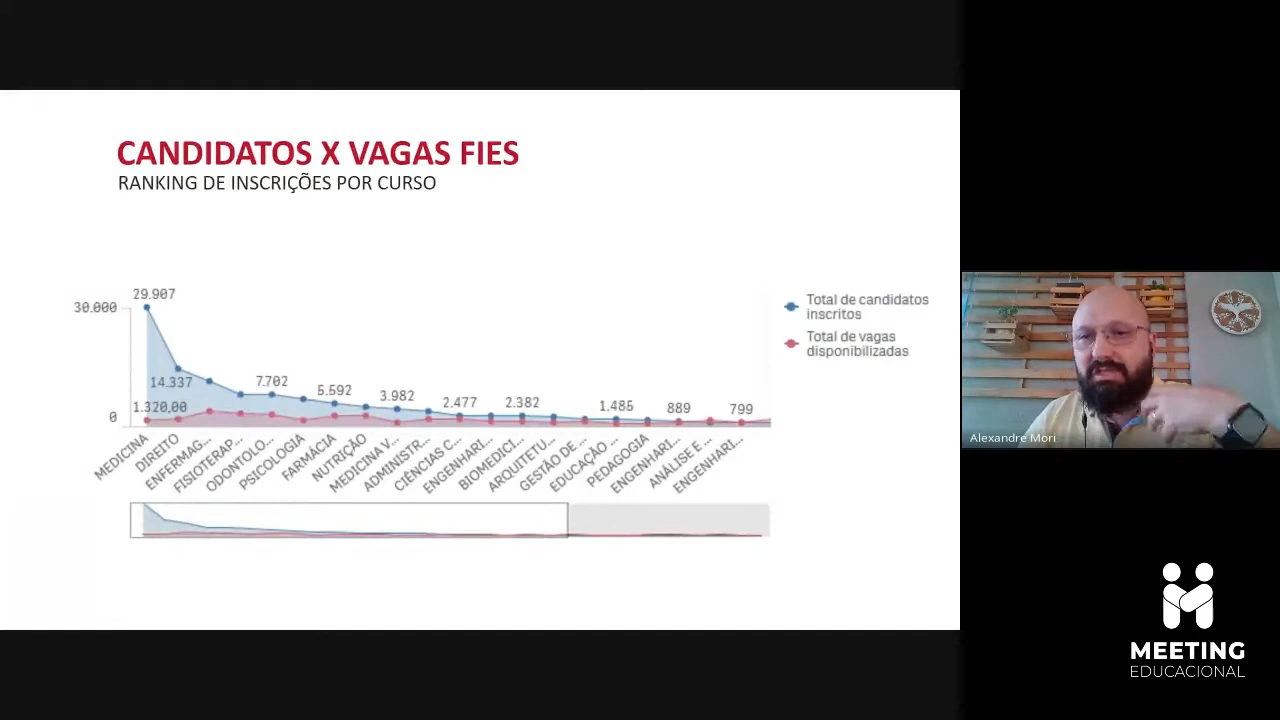 CANDIDATOS X VAGAS FIES
RANKING DE INSCRIÇÕES POR CURSO
29.907
30.000
14.337
7.702
5.592
3.982
2.477
2.382
1.485
889
799
1.320,00
0
MEDICINA
DIREITO
ENFERMAG...
FISIOTERAP...
ODONTOLO...
PSICOLOGIA
FARMÁCIA
NUTRIÇÃO
MEDICINA V...
ADMINISTR...
CIÊNCIAS C...
ENGENHARI...
BIOMEDICI...
ARQUITETU...
GESTÃO DE ...
EDUCAÇÃO ...
PEDAGOGIA
ENGENHARI...
ANÁLISE E ...
ENGENHARI...
Total de candidatos
inscritos
Total de vagas
disponibilizadas
Alexandre Mori
MEETING
EDUCACIONAL